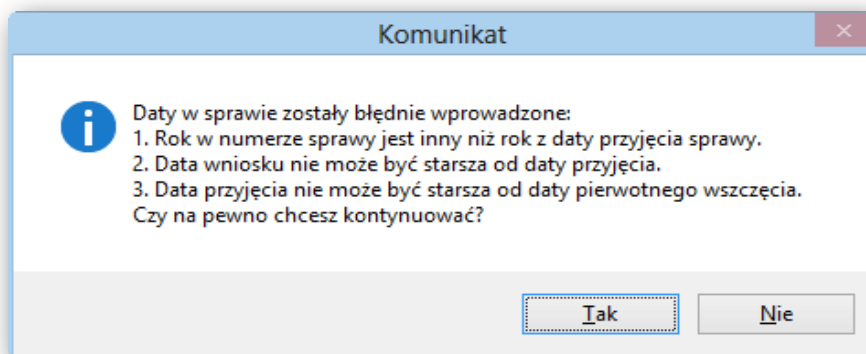 Komunikat
Daty w sprawie zostały błędnie wprowadzone:
1. Rok w numerze sprawy jest inny niż rok z daty przyjęcia sprawy.
2. Data wniosku nie może być starsza od daty przyjęcia.
3. Data przyjęcia nie może być starsza od daty pierwotnego wszczęcia.
Czy na pewno chcesz kontynuować?
Tak Nie